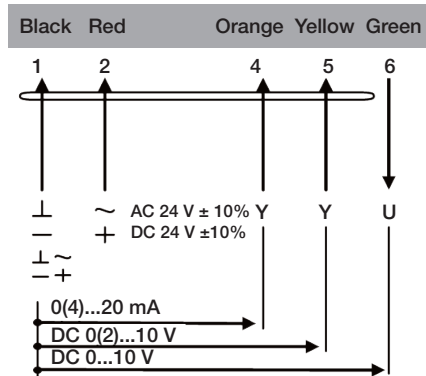 Black Red Orange Yellow Green
1 2 4 5 6
⊥ ~ AC 24 V ± 10% Y Y U
− + DC 24 V ±10%
⊥ ~
− +
0(4)...20 mA
DC 0(2)...10 V
DC 0...10 V